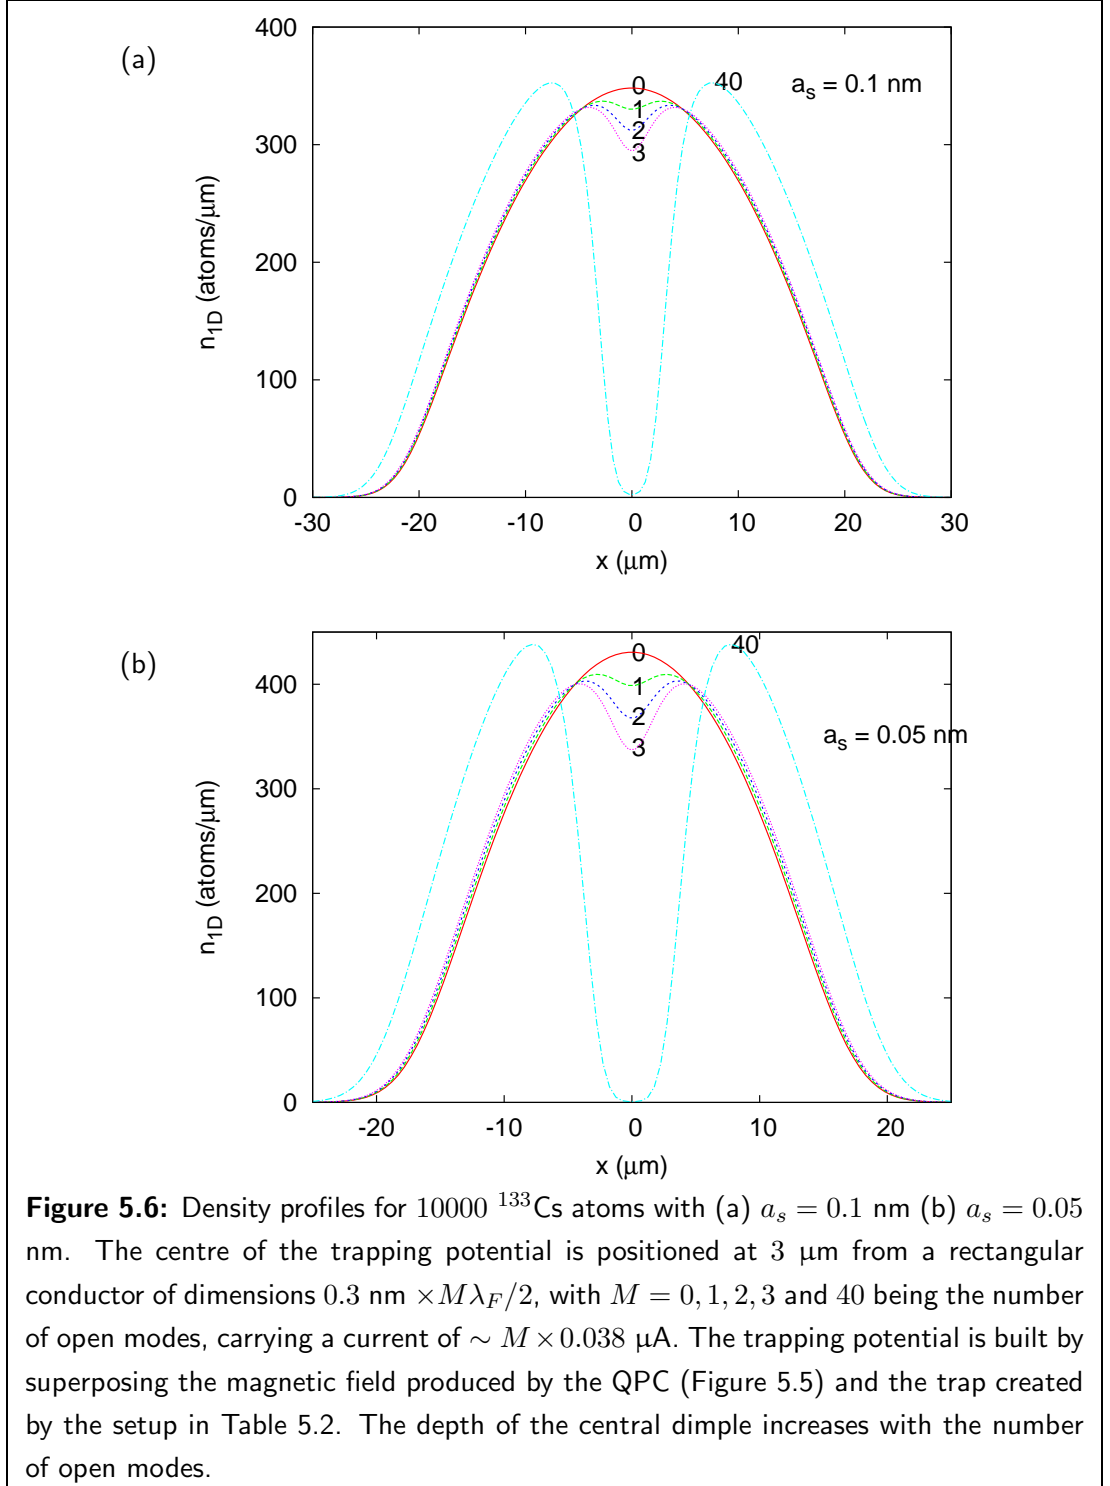 (a)
400
300
200
100
0
n1D (atoms/μm)
0
1
2
3
40
as = 0.1 nm
-30 -20 -10 0 10 20 30
x (μm)
(b)
400
300
200
100
0
n1D (atoms/μm)
0
1
2
3
40
as = 0.05 nm
-20 -10 0 10 20
x (μm)
Figure 5.6: Density profiles for 10000 ¹³³Cs atoms with (a) as = 0.1 nm (b) as = 0.05
nm. The centre of the trapping potential is positioned at 3 μm from a rectangular
conductor of dimensions 0.3 nm ×MλF/2, with M = 0, 1, 2, 3 and 40 being the number
of open modes, carrying a current of ∼ M × 0.038 μA. The trapping potential is built by
superposing the magnetic field produced by the QPC (Figure 5.5) and the trap created
by the setup in Table 5.2. The depth of the central dimple increases with the number
of open modes.